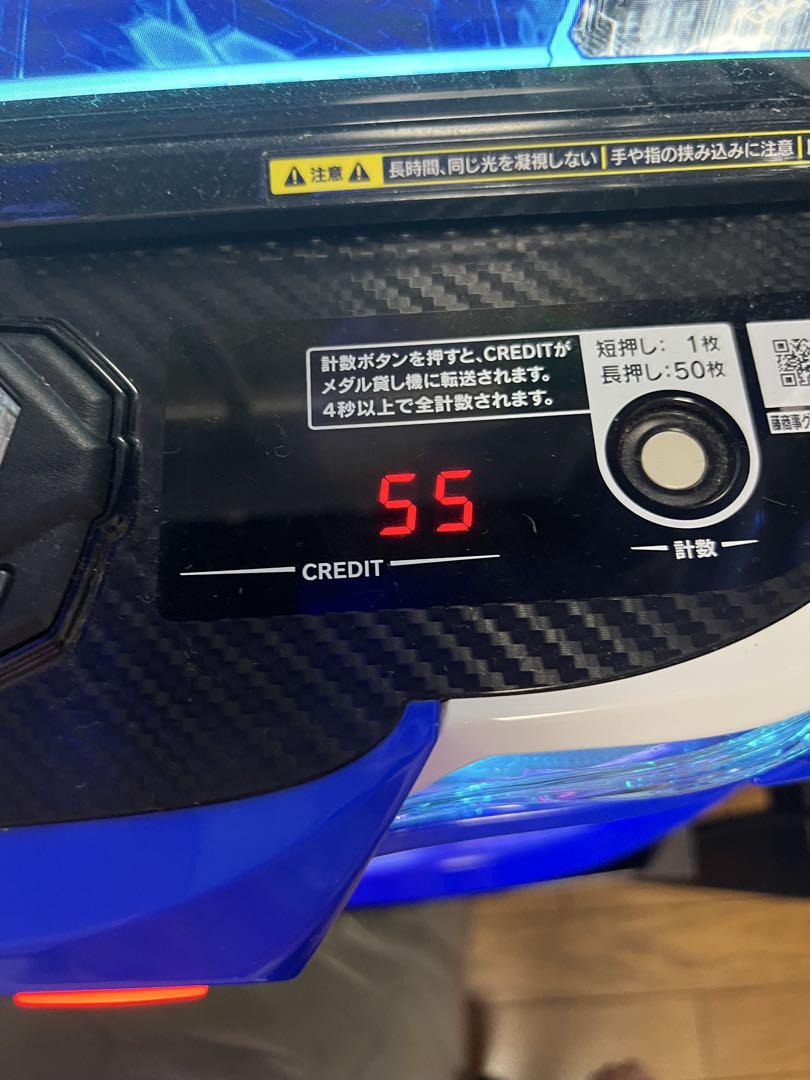 注意 長時間、同じ光を凝視しない 手や指の挟み込みに注意
計数ボタンを押すと、CREDITが
メダル貸し機に転送されます。
4秒以上で全計数されます。
短押し: 1枚
長押し:50枚
藤商事
55
CREDIT
計数